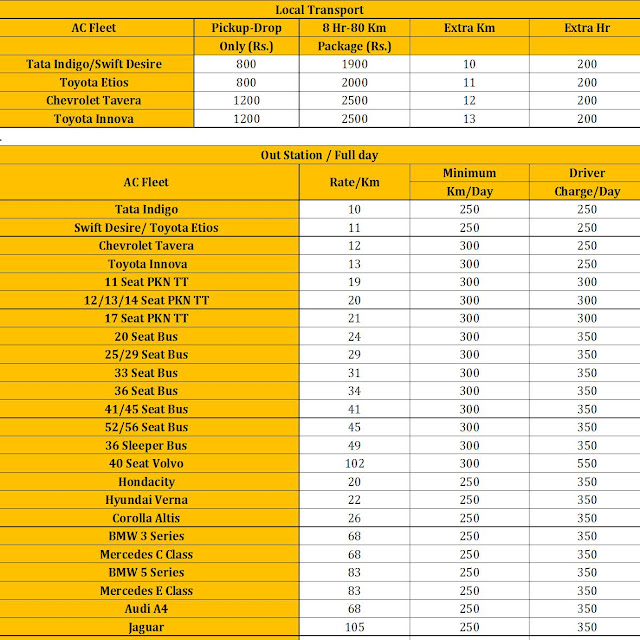 Local Transport
AC Fleet Pickup-Drop 8 Hr-80 Km Extra Km Extra Hr
Only (Rs.) Package (Rs.)
Tata Indigo/Swift Desire 800 1900 10 200
Toyota Etios 800 2000 11 200
Chevrolet Tavera 1200 2500 12 200
Toyota Innova 1200 2500 13 200
.
Out Station / Full day
AC Fleet Rate/Km Minimum Driver
Km/Day Charge/Day
Tata Indigo 10 250 250
Swift Desire/ Toyota Etios 11 250 250
Chevrolet Tavera 12 300 250
Toyota Innova 13 300 250
11 Seat PKN TT 19 300 300
12/13/14 Seat PKN TT 20 300 300
17 Seat PKN TT 21 300 300
20 Seat Bus 24 300 350
25/29 Seat Bus 29 300 350
33 Seat Bus 31 300 350
36 Seat Bus 34 300 350
41/45 Seat Bus 41 300 350
52/56 Seat Bus 45 300 350
36 Sleeper Bus 49 300 350
40 Seat Volvo 102 300 550
Hondacity 20 250 350
Hyundai Verna 22 250 350
Corolla Altis 26 250 350
BMW 3 Series 68 250 350
Mercedes C Class 68 250 350
BMW 5 Series 83 250 350
Mercedes E Class 83 250 350
Audi A4 68 250 350
Jaguar 105 250 350